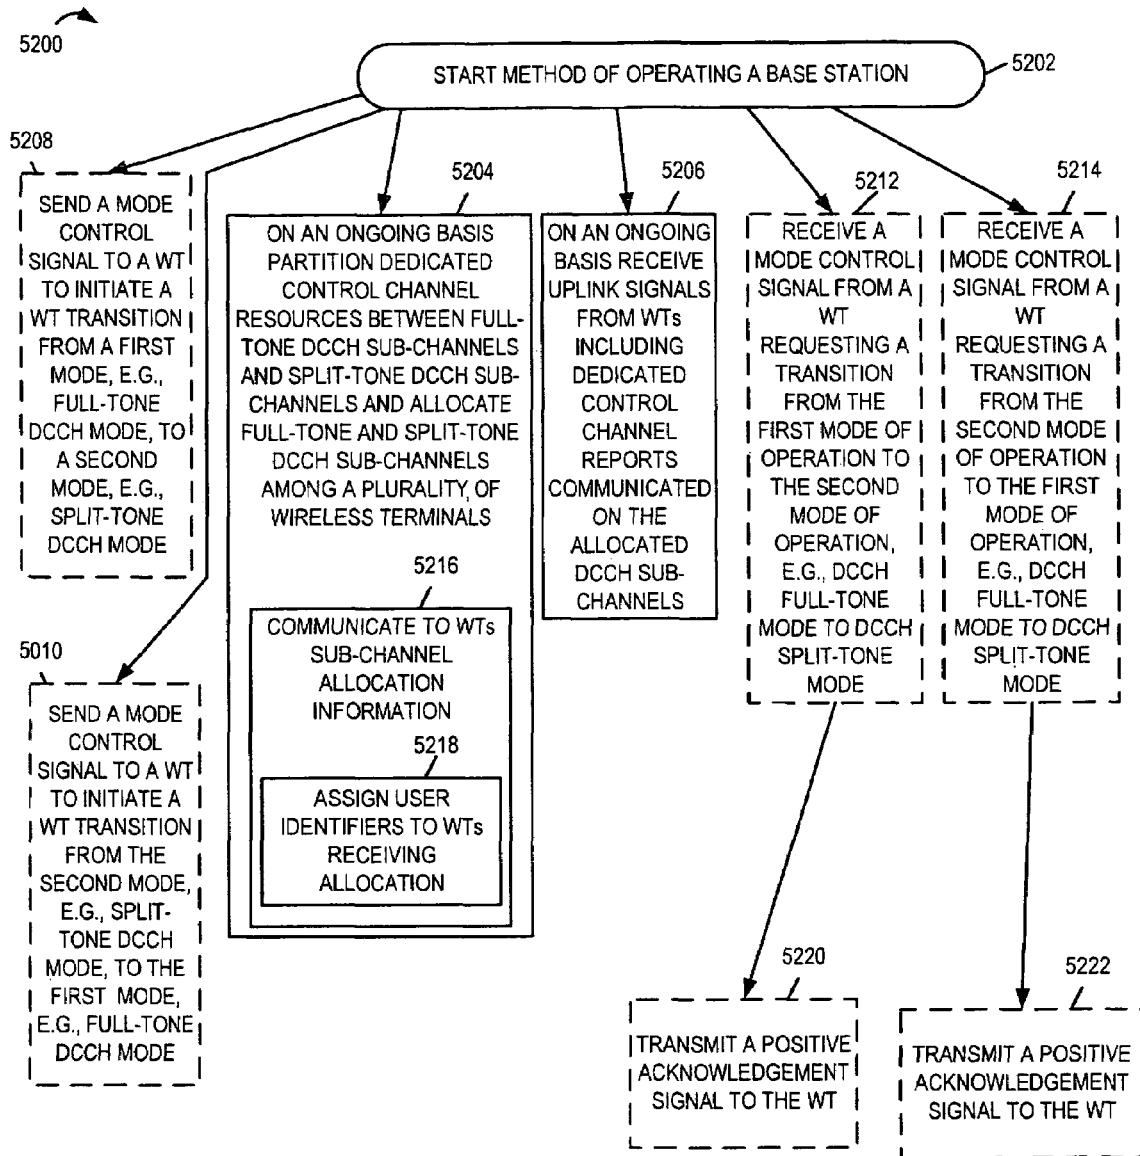 5200
START METHOD OF OPERATING A BASE STATION
5202
5208
SEND A MODE
CONTROL
SIGNAL TO A WT
TO INITIATE A
WT TRANSITION
FROM A FIRST
MODE, E.G.,
FULL-TONE
DCCH MODE, TO
A SECOND
MODE, E.G.,
SPLIT-TONE
DCCH MODE
5010
SEND A MODE
CONTROL
SIGNAL TO A WT
TO INITIATE A
WT TRANSITION
FROM THE
SECOND MODE,
E.G., SPLIT-
TONE DCCH
MODE, TO THE
FIRST MODE,
E.G., FULL-TONE
DCCH MODE
5204
ON AN ONGOING BASIS
PARTITION DEDICATED
CONTROL CHANNEL
RESOURCES BETWEEN FULL-
TONE DCCH SUB-CHANNELS
AND SPLIT-TONE DCCH SUB-
CHANNELS AND ALLOCATE
FULL-TONE AND SPLIT-TONE
DCCH SUB-CHANNELS
AMONG A PLURALITY OF
WIRELESS TERMINALS
5216
COMMUNICATE TO WTs
SUB-CHANNEL
ALLOCATION
INFORMATION
5218
ASSIGN USER
IDENTIFIERS TO WTs
RECEIVING
ALLOCATION
5206
ON AN ONGOING
BASIS RECEIVE
UPLINK SIGNALS
FROM WTs
INCLUDING
DEDICATED
CONTROL
CHANNEL
REPORTS
COMMUNICATED
ON THE
ALLOCATED
DCCH SUB-
CHANNELS
5212
RECEIVE A
MODE CONTROL
SIGNAL FROM A
WT
REQUESTING A
TRANSITION
FROM THE
FIRST MODE OF
OPERATION TO
THE SECOND
MODE OF
OPERATION,
E.G., DCCH
FULL-TONE
MODE TO DCCH
SPLIT-TONE
MODE
5214
RECEIVE A
MODE CONTROL
SIGNAL FROM A
WT
REQUESTING A
TRANSITION
FROM THE
SECOND MODE
OF OPERATION
TO THE FIRST
MODE OF
OPERATION,
E.G., DCCH
FULL-TONE
MODE TO DCCH
SPLIT-TONE
MODE
5220
TRANSMIT A POSITIVE
ACKNOWLEDGEMENT
SIGNAL TO THE WT
5222
TRANSMIT A POSITIVE
ACKNOWLEDGEMENT
SIGNAL TO THE WT